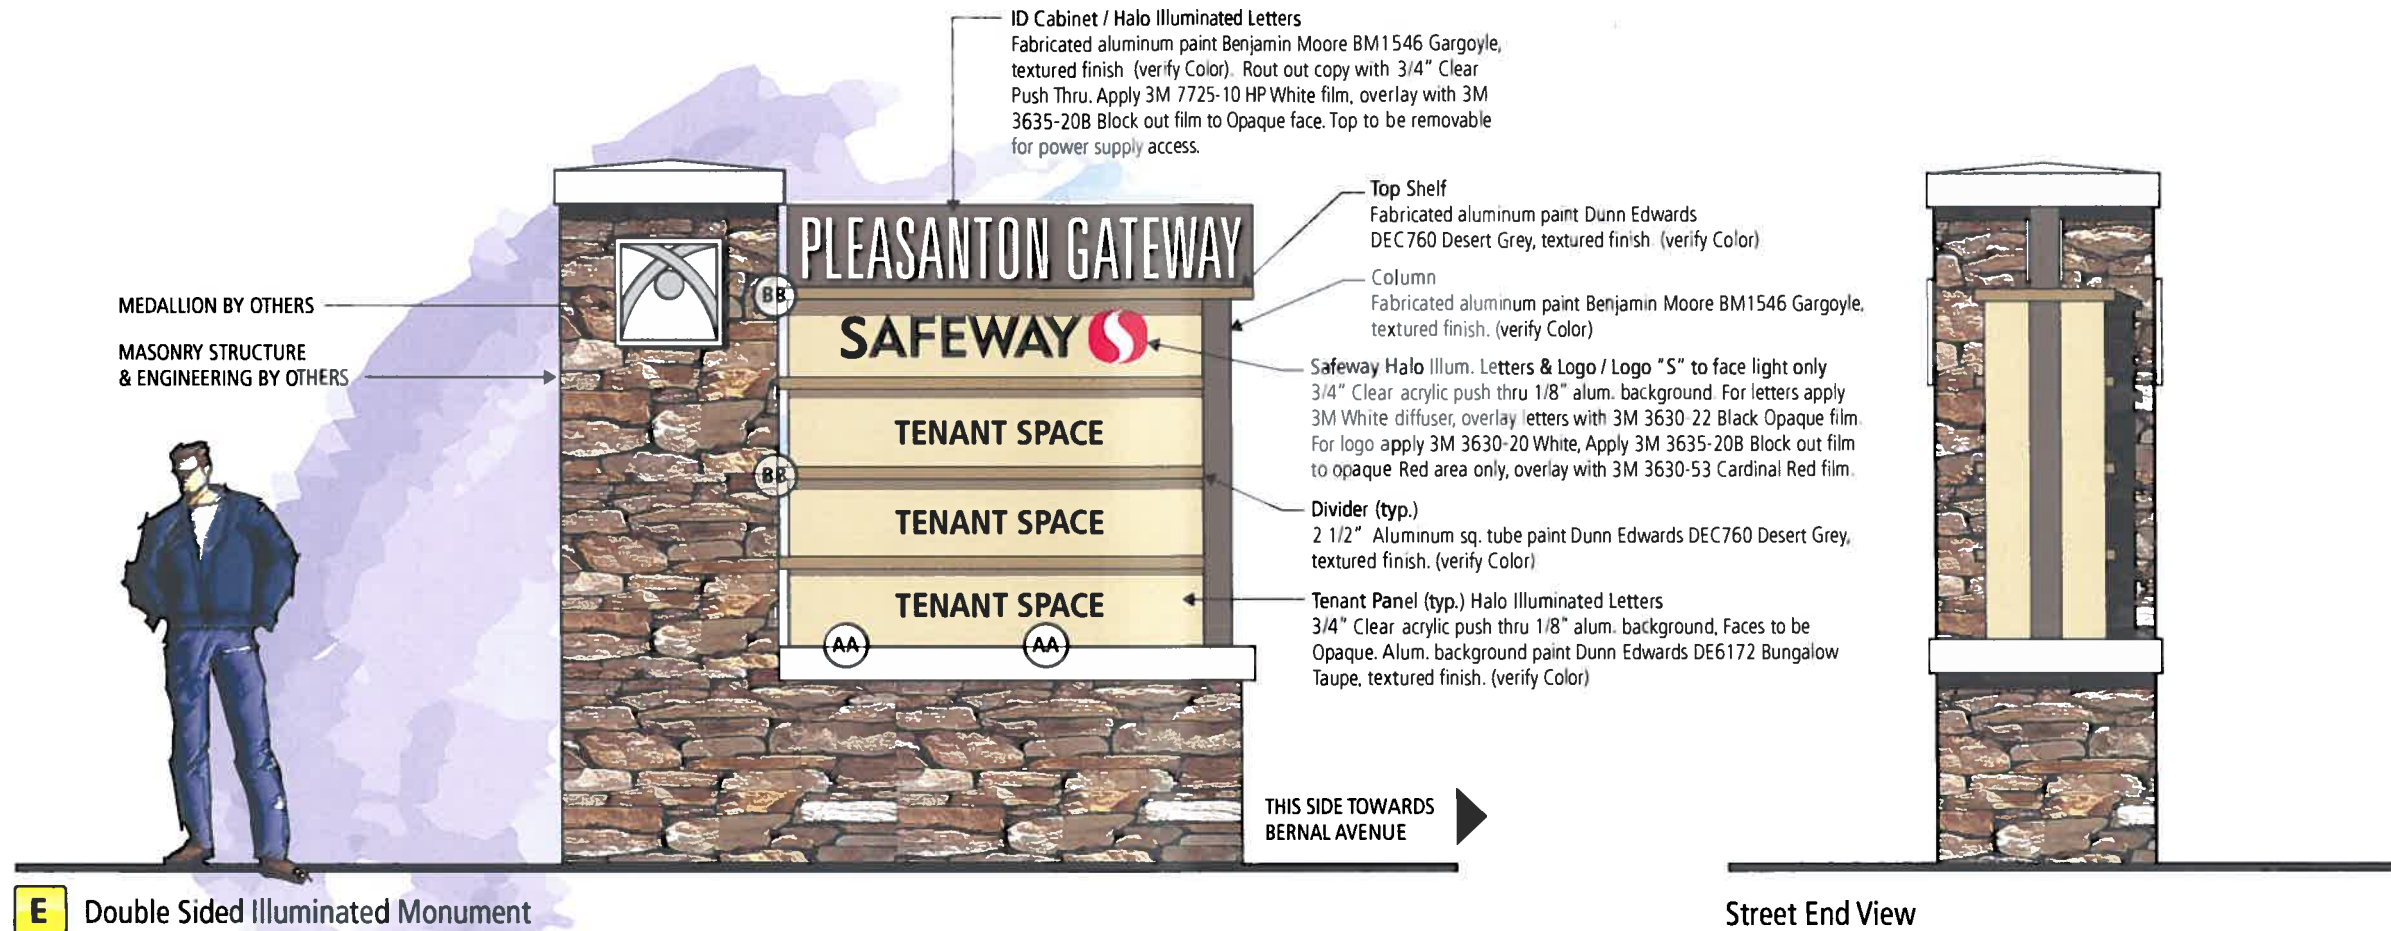 ID Cabinet / Halo Illuminated Letters
Fabricated aluminum paint Benjamin Moore BM1546 Gargoyle,
textured finish (verify Color). Rout out copy with 3/4" Clear
Push Thru. Apply 3M 7725-10 HP White film, overlay with 3M
3635-20B Block out film to Opaque face. Top to be removable
for power supply access.
Top Shelf
Fabricated aluminum paint Dunn Edwards
DEC760 Desert Grey, textured finish. (verify Color)
Column
Fabricated aluminum paint Benjamin Moore BM1546 Gargoyle,
textured finish. (verify Color)
Safeway Halo Illum. Letters & Logo / Logo "S" to face light only
3/4" Clear acrylic push thru 1/8" alum. background. For letters apply
3M White diffuser, overlay letters with 3M 3630-22 Black Opaque film.
For logo apply 3M 3630-20 White, Apply 3M 3635-20B Block out film
to opaque Red area only, overlay with 3M 3630-53 Cardinal Red film.
Divider (typ.)
2 1/2" Aluminum sq. tube paint Dunn Edwards DEC760 Desert Grey,
textured finish. (verify Color)
Tenant Panel (typ.) Halo Illuminated Letters
3/4" Clear acrylic push thru 1/8" alum. background, Faces to be
Opaque. Alum. background paint Dunn Edwards DE6172 Bungalow
Taupe, textured finish. (verify Color)
MEDALLION BY OTHERS
MASONRY STRUCTURE
& ENGINEERING BY OTHERS
PLEASANTON GATEWAY
BB
SAFEWAY
TENANT SPACE
BB
TENANT SPACE
TENANT SPACE
AA
AA
THIS SIDE TOWARDS
BERNAL AVENUE
E Double Sided Illuminated Monument
Street End View